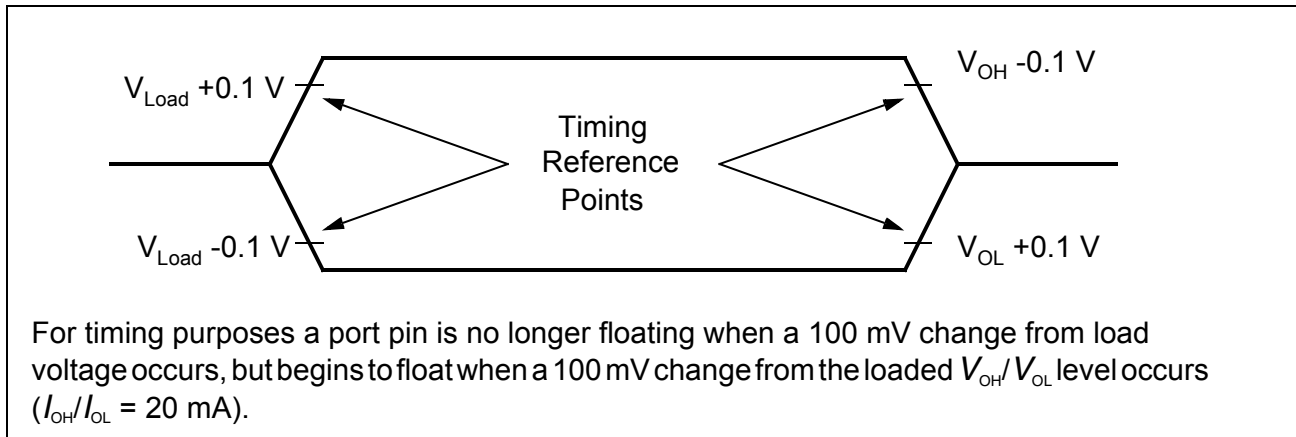 V_Load +0.1 V
V_OH -0.1 V
Timing
Reference
Points
V_Load -0.1 V
V_OL +0.1 V
For timing purposes a port pin is no longer floating when a 100 mV change from load
voltage occurs, but begins to float when a 100 mV change from the loaded V_OH/V_OL level occurs
(I_OH/I_OL = 20 mA).